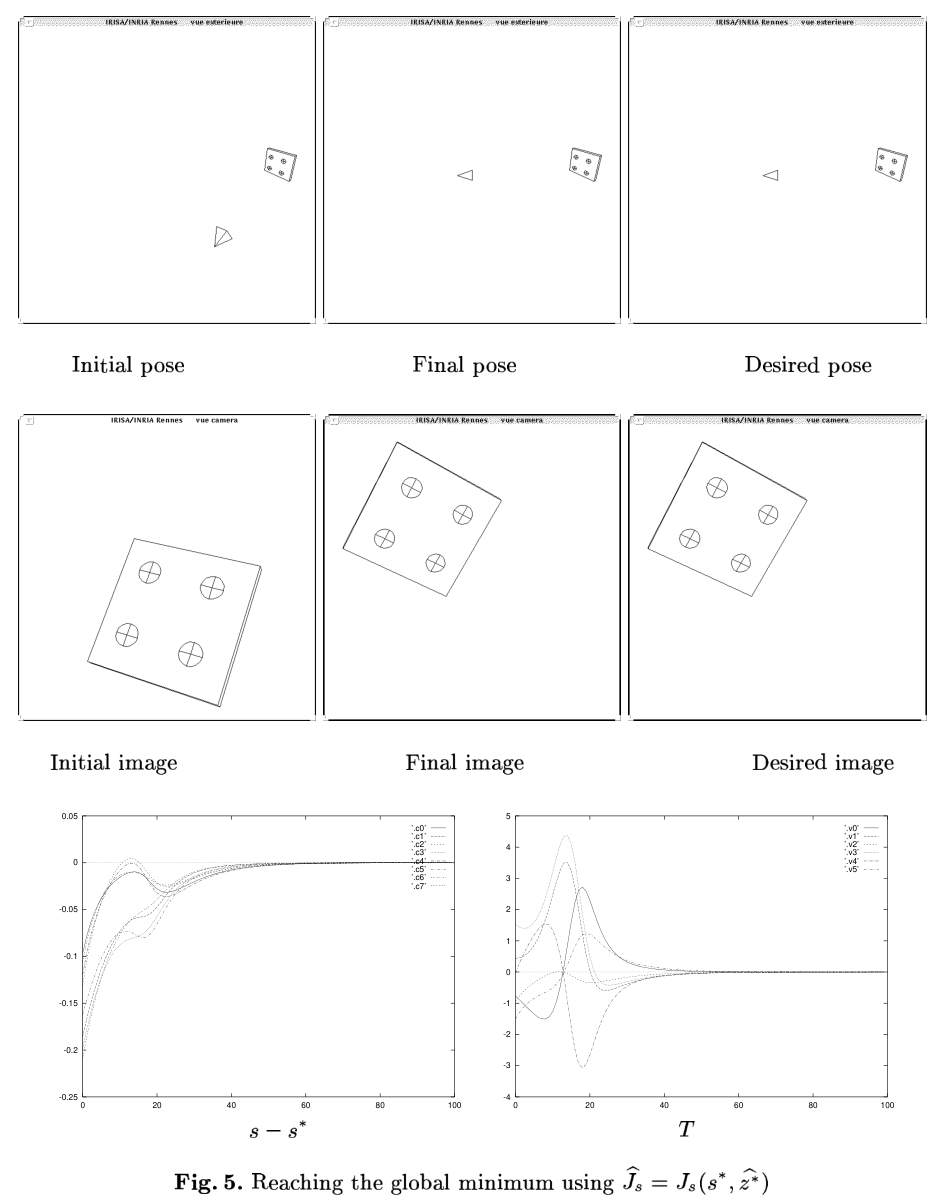 IRISA/INRIA Rennes vue exterieure
IRISA/INRIA Rennes vue exterieure
IRISA/INRIA Rennes vue exterieure
Initial pose
Final pose
Desired pose
IRISA/INRIA Rennes vue camera
IRISA/INRIA Rennes vue camera
IRISA/INRIA Rennes vue camera
Initial image
Final image
Desired image
0.05
0
-0.05
-0.1
-0.15
-0.2
-0.25
0 20 40 60 80 100
'.c0'
'.c1'
'.c2'
'.c3'
'.c4'
'.c5'
'.c6'
'.c7'
s − s*
5
4
3
2
1
0
-1
-2
-3
-4
0 20 40 60 80 100
'.v0'
'.v1'
'.v2'
'.v3'
'.v4'
'.v5'
T
Fig. 5. Reaching the global minimum using Ĵₛ = Jₛ(s*, ẑ*)